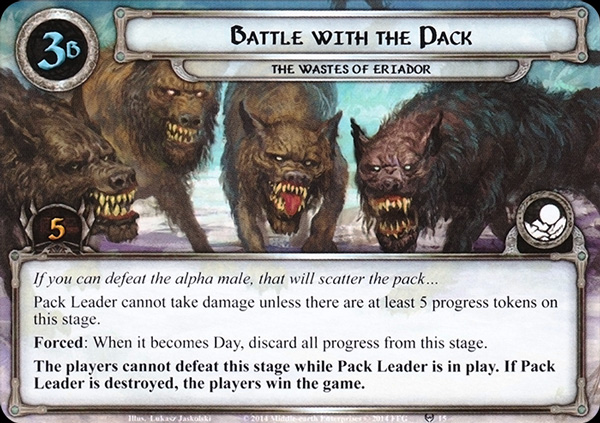 3B
BATTLE WITH THE PACK
THE WASTES OF ERIADOR
5
If you can defeat the alpha male, that will scatter the pack…
Pack Leader cannot take damage unless there are at least 5 progress tokens on
this stage.
Forced: When it becomes Day, discard all progress from this stage.
The players cannot defeat this stage while Pack Leader is in play. If Pack
Leader is destroyed, the players win the game.
Illus. Lukasz Jaskolski © 2014 Middle-earth Enterprises - 2014 FFG 15